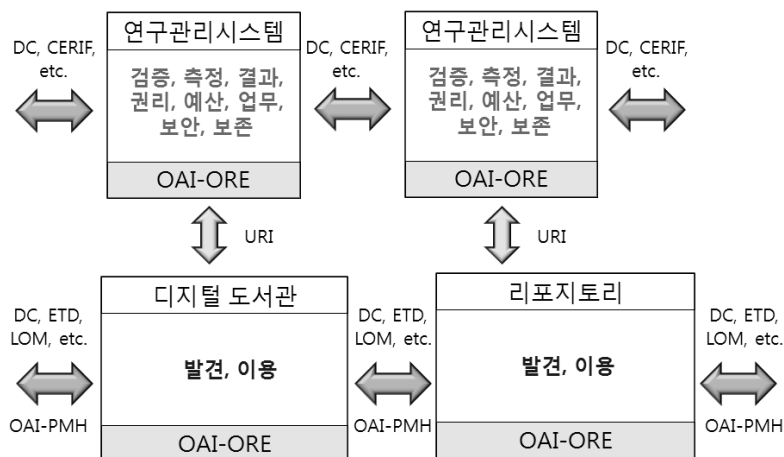 연구관리시스템
검증, 측정, 결과,
권리, 예산, 업무,
보안, 보존
OAI-ORE
연구관리시스템
검증, 측정, 결과,
권리, 예산, 업무,
보안, 보존
OAI-ORE
DC, CERIF,
etc.
DC, CERIF,
etc.
DC, CERIF,
etc.
URI
URI
디지털 도서관
발견, 이용
OAI-ORE
리포지토리
발견, 이용
OAI-ORE
DC, ETD,
LOM, etc.
OAI-PMH
DC, ETD,
LOM, etc.
OAI-PMH
DC, ETD,
LOM, etc.
OAI-PMH